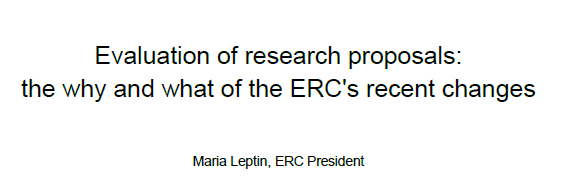 Evaluation of research proposals:
the why and what of the ERC's recent changes
Maria Leptin, ERC President